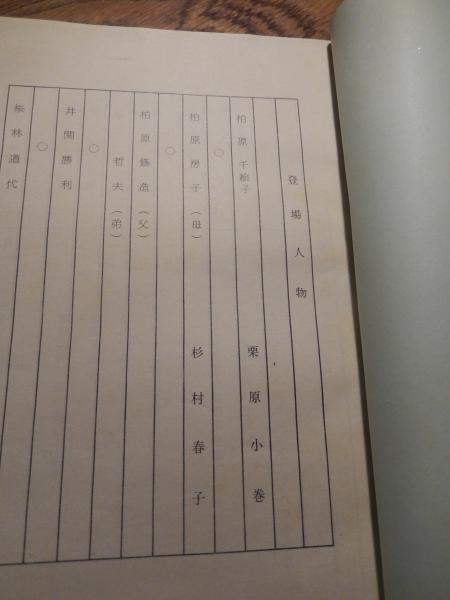 登場人物
柏原千絵子　栗原小巻
○
柏原房子（母）　杉村春子
○
柏原修造（父）
哲夫（弟）
○
井関勝利
○
桜林道代